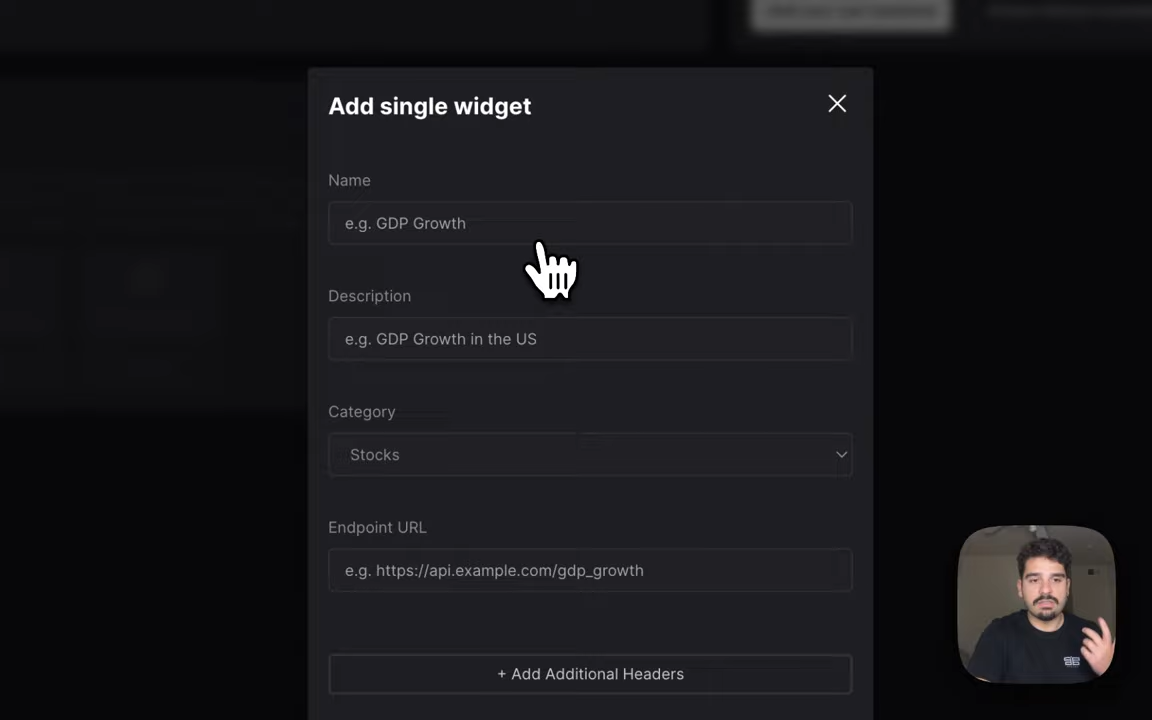 Add single widget
Name
e.g. GDP Growth
Description
e.g. GDP Growth in the US
Category
Stocks
Endpoint URL
e.g. https://api.example.com/gdp_growth
+ Add Additional Headers